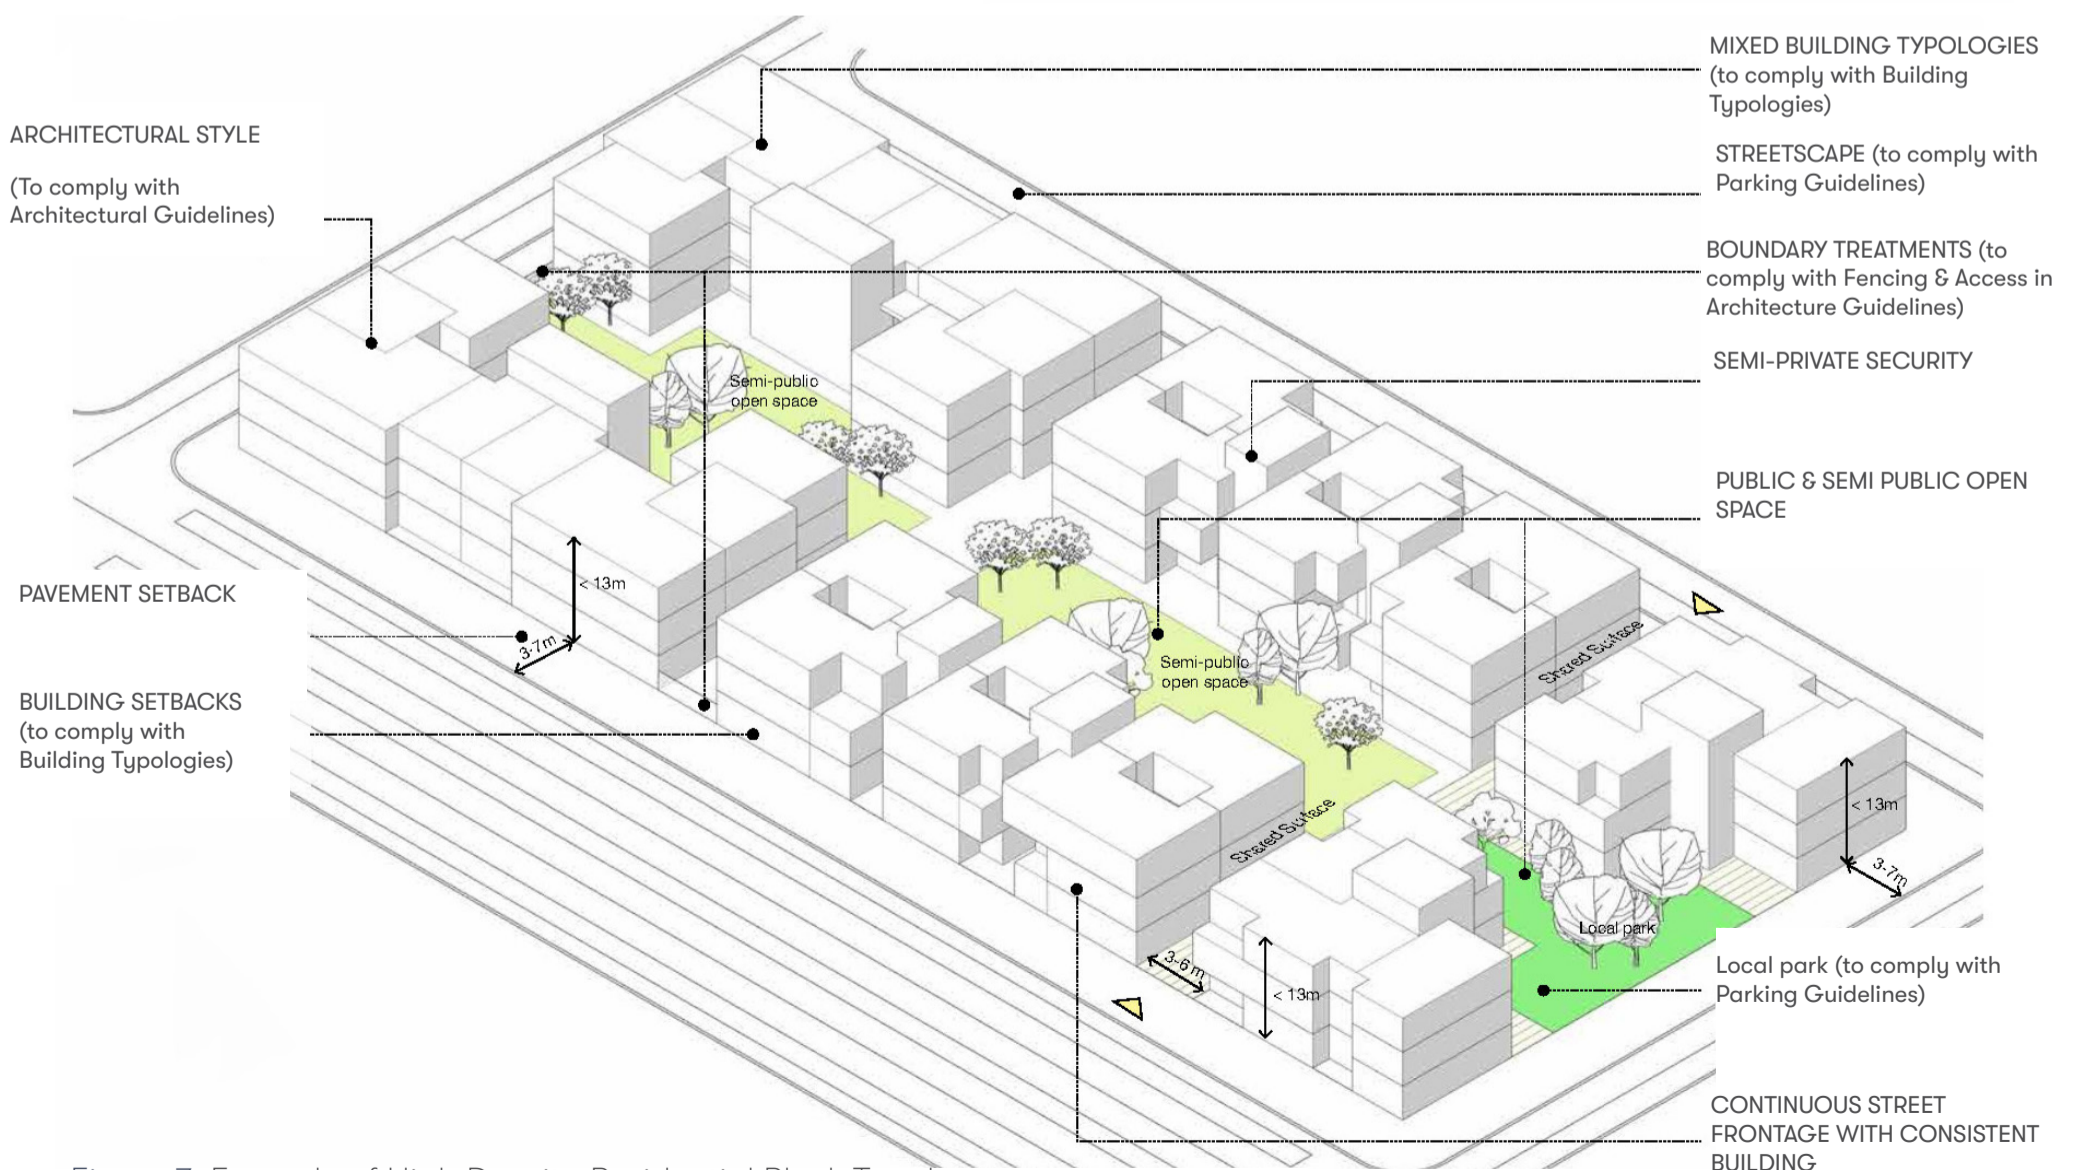 MIXED BUILDING TYPOLOGIES
(to comply with Building
Typologies)
ARCHITECTURAL STYLE
(To comply with
Architectural Guidelines)
STREETSCAPE (to comply with
Parking Guidelines)
BOUNDARY TREATMENTS (to
comply with Fencing & Access in
Architecture Guidelines)
SEMI-PRIVATE SECURITY
Semi-public
open space
PUBLIC & SEMI PUBLIC OPEN
SPACE
PAVEMENT SETBACK
< 13m
3-7m
BUILDING SETBACKS
(to comply with
Building Typologies)
Semi-public
open space
Shared Surface
Shared Surface
< 13m
3-7m
Local park
3-6 m
< 13m
Local park (to comply with
Parking Guidelines)
CONTINUOUS STREET
FRONTAGE WITH CONSISTENT
BUILDING